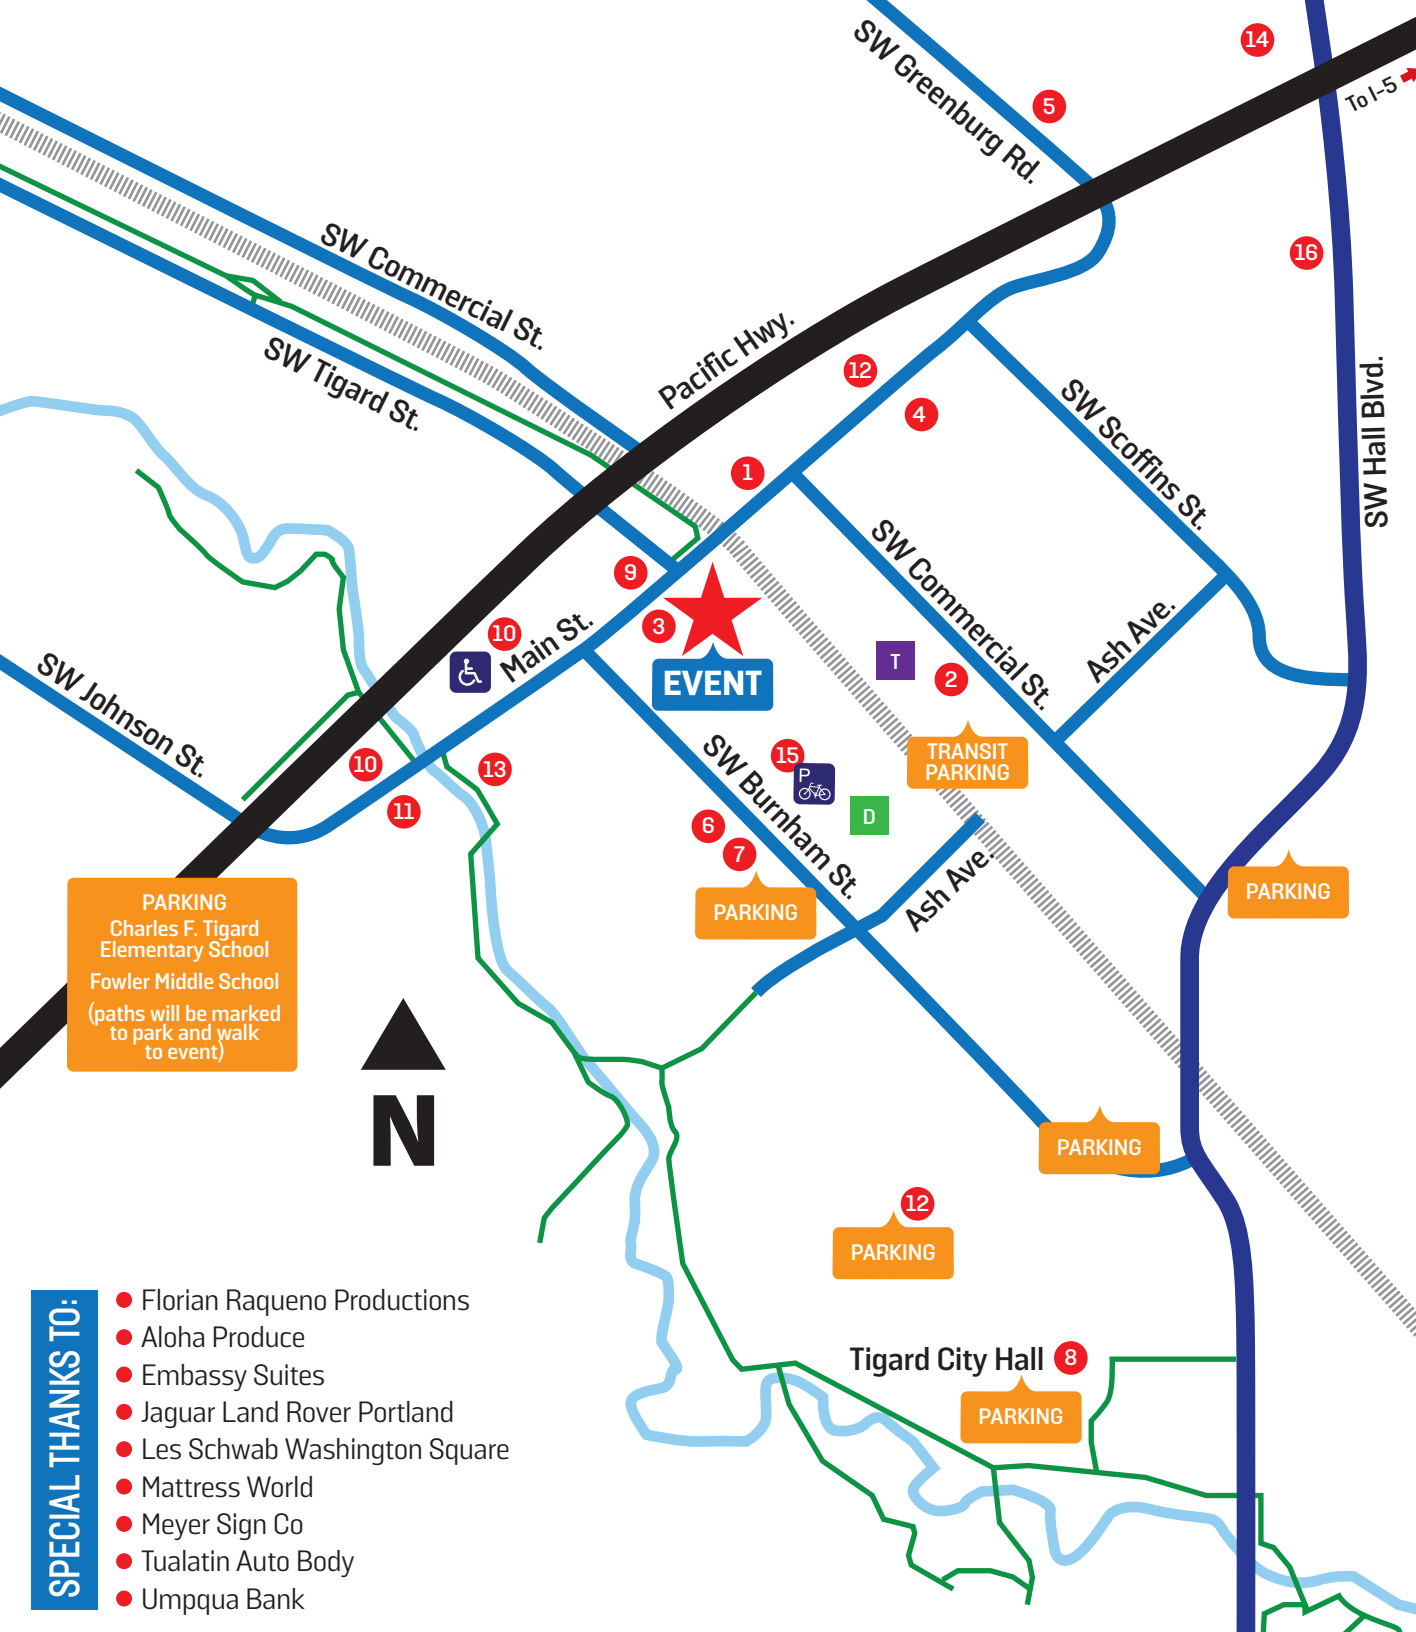 14
SW Greenburg Rd.
5
To I-5
16
SW Commercial St.
SW Tigard St.
Pacific Hwy.
12
4
SW Scoffins St.
SW Hall Blvd.
1
SW Commercial St.
9
3
10
Main St.
EVENT
T
2
Ash Ave.
SW Johnson St.
10
13
11
SW Burnham St.
15
P
TRANSIT
PARKING
D
6
7
PARKING
Ash Ave.
PARKING
PARKING
Charles F. Tigard
Elementary School
Fowler Middle School
(paths will be marked
to park and walk
to event)
N
PARKING
12
PARKING
Tigard City Hall
8
PARKING
SPECIAL THANKS TO:
Florian Raqueno Productions
Aloha Produce
Embassy Suites
Jaguar Land Rover Portland
Les Schwab Washington Square
Mattress World
Meyer Sign Co
Tualatin Auto Body
Umpqua Bank